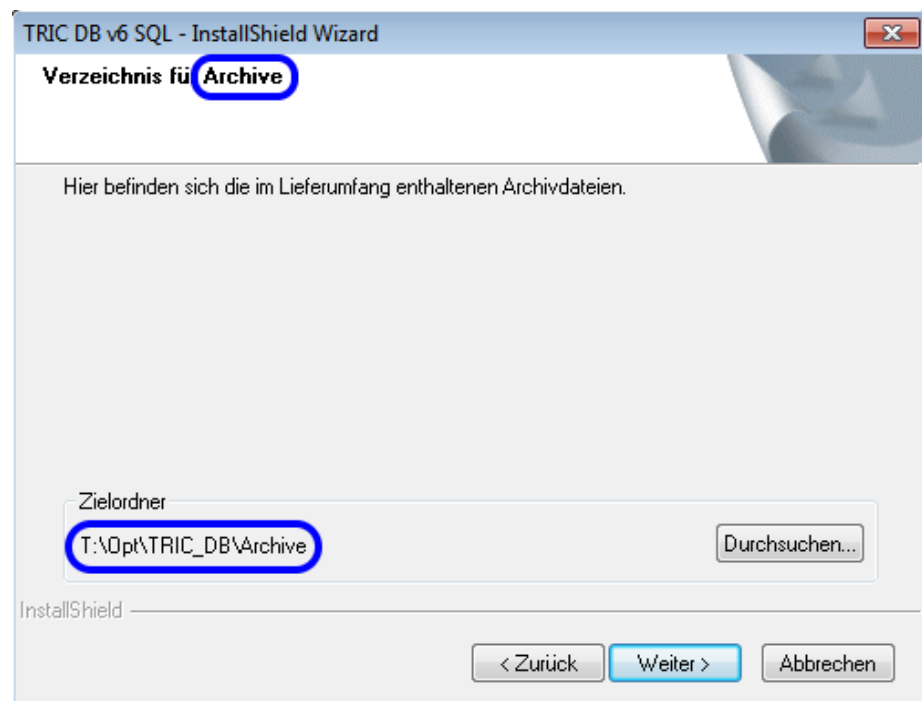 TRIC DB v6 SQL - InstallShield Wizard
Verzeichnis fü Archive
Hier befinden sich die im Lieferumfang enthaltenen Archivdateien.
Zielordner
T:\Opt\TRIC_DB\Archive
Durchsuchen...
InstallShield
< Zurück Weiter > Abbrechen